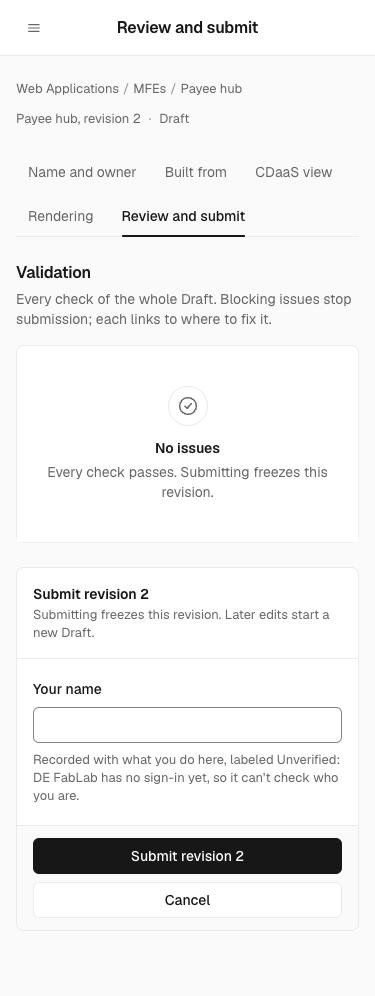 Review and submit
Web Applications / MFEs / Payee hub
Payee hub, revision 2 · Draft
Name and owner Built from CDaaS view
Rendering Review and submit
Validation
Every check of the whole Draft. Blocking issues stop
submission; each links to where to fix it.
No issues
Every check passes. Submitting freezes this
revision.
Submit revision 2
Submitting freezes this revision. Later edits start a
new Draft.
Your name
Recorded with what you do here, labeled Unverified:
DE FabLab has no sign-in yet, so it can't check who
you are.
Submit revision 2
Cancel